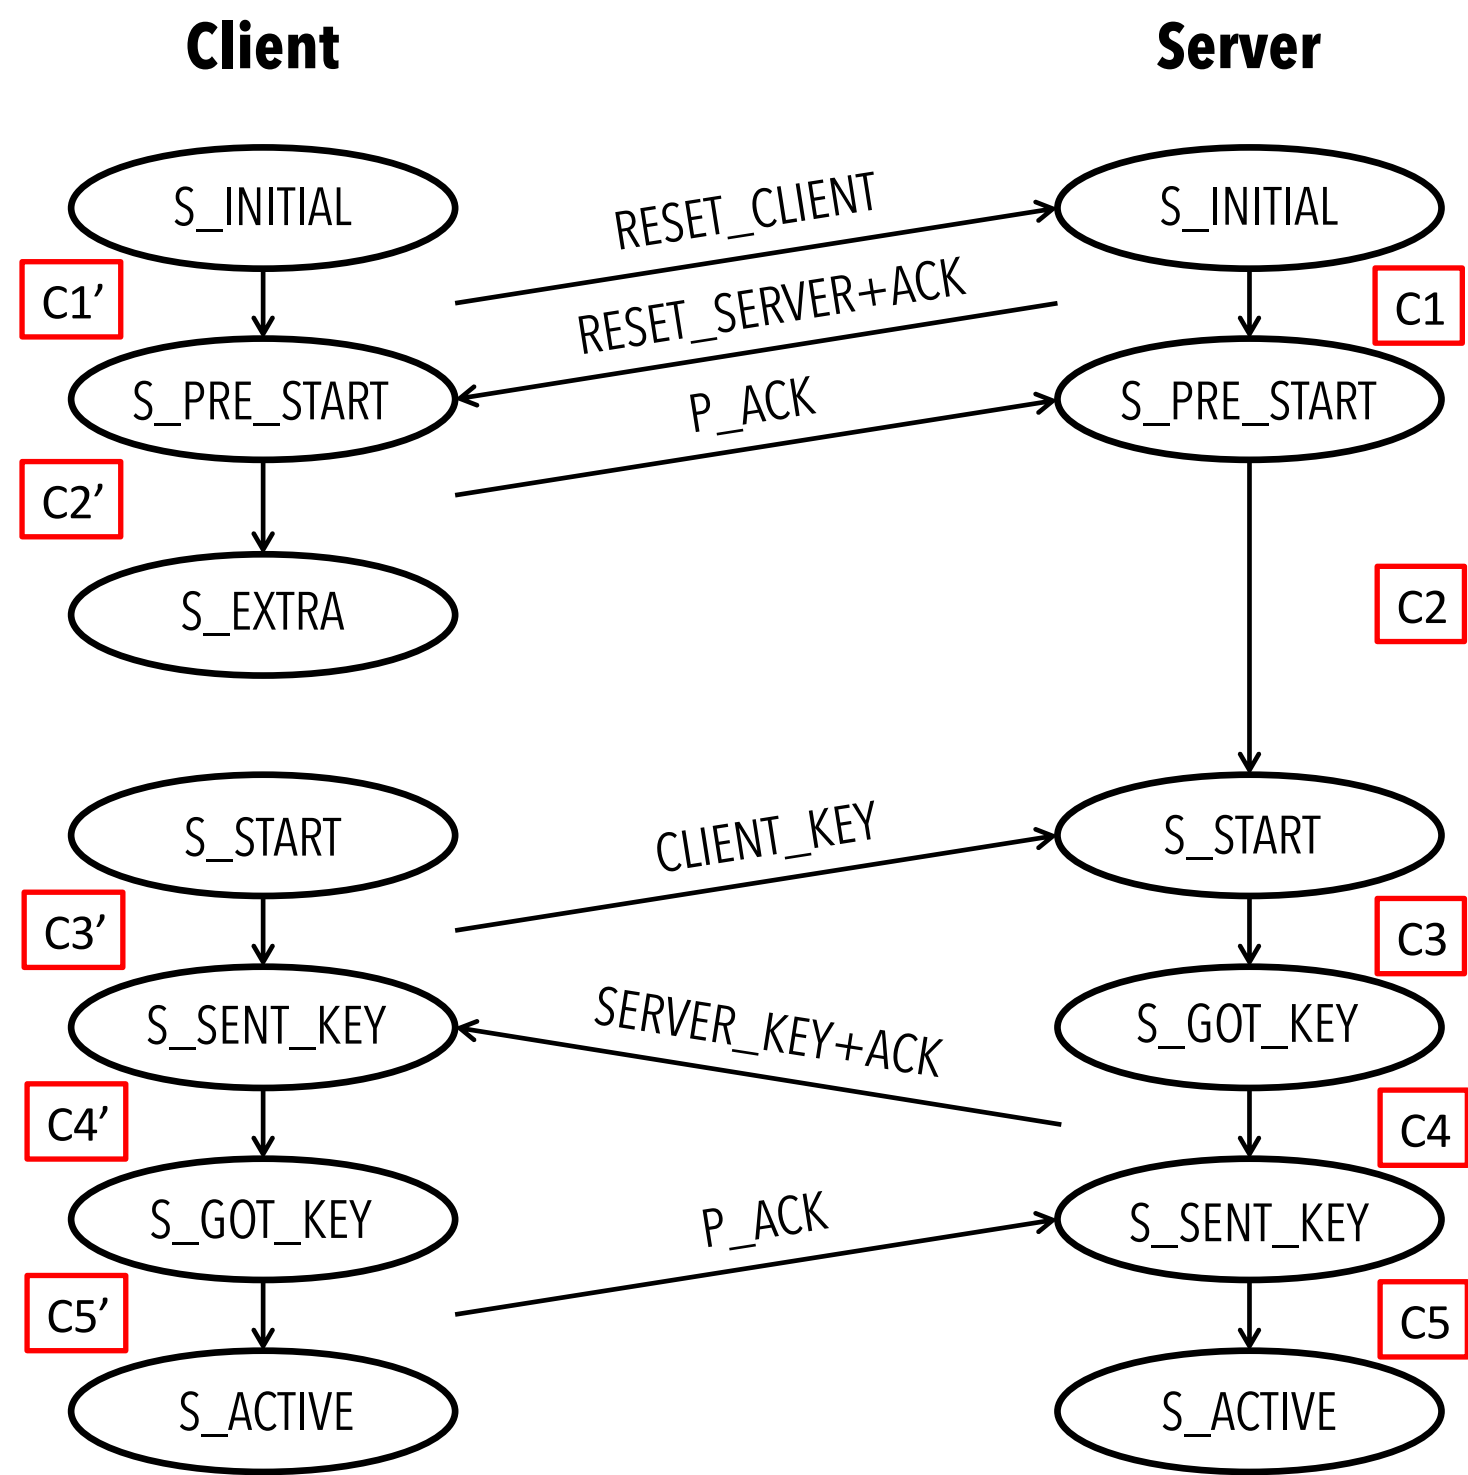 Client
Server
S_INITIAL
RESET_CLIENT
S_INITIAL
C1’
RESET_SERVER+ACK
C1
S_PRE_START
P_ACK
S_PRE_START
C2’
S_EXTRA
C2
S_START
CLIENT_KEY
S_START
C3’
C3
S_SENT_KEY
SERVER_KEY+ACK
S_GOT_KEY
C4’
C4
S_GOT_KEY
P_ACK
S_SENT_KEY
C5’
C5
S_ACTIVE
S_ACTIVE